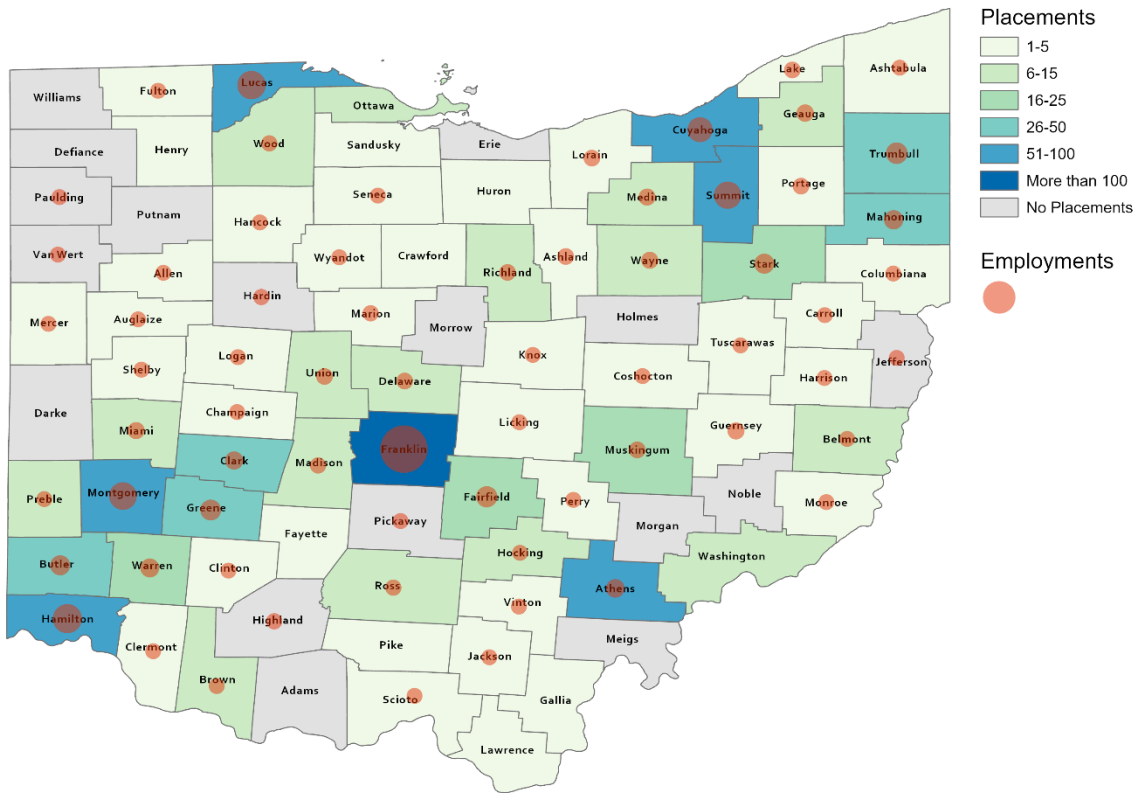 Placements
1-5
6-15
16-25
26-50
51-100
More than 100
No Placements
Employments
Williams
Fulton
Lucas
Ottawa
Lake
Ashtabula
Geauga
Cuyahoga
Defiance
Henry
Wood
Sandusky
Erie
Lorain
Trumbull
Paulding
Putnam
Hancock
Seneca
Huron
Medina
Summit
Portage
Mahoning
Van Wert
Allen
Wyandot
Crawford
Richland
Ashland
Wayne
Stark
Columbiana
Hardin
Mercer
Auglaize
Marion
Morrow
Holmes
Carroll
Tuscarawas
Jefferson
Shelby
Logan
Knox
Coshocton
Harrison
Union
Delaware
Darke
Champaign
Licking
Guernsey
Belmont
Miami
Clark
Madison
Franklin
Muskingum
Preble
Montgomery
Greene
Fairfield
Perry
Noble
Monroe
Pickaway
Morgan
Fayette
Washington
Butler
Warren
Clinton
Hocking
Ross
Athens
Hamilton
Highland
Vinton
Meigs
Clermont
Pike
Jackson
Brown
Adams
Scioto
Gallia
Lawrence